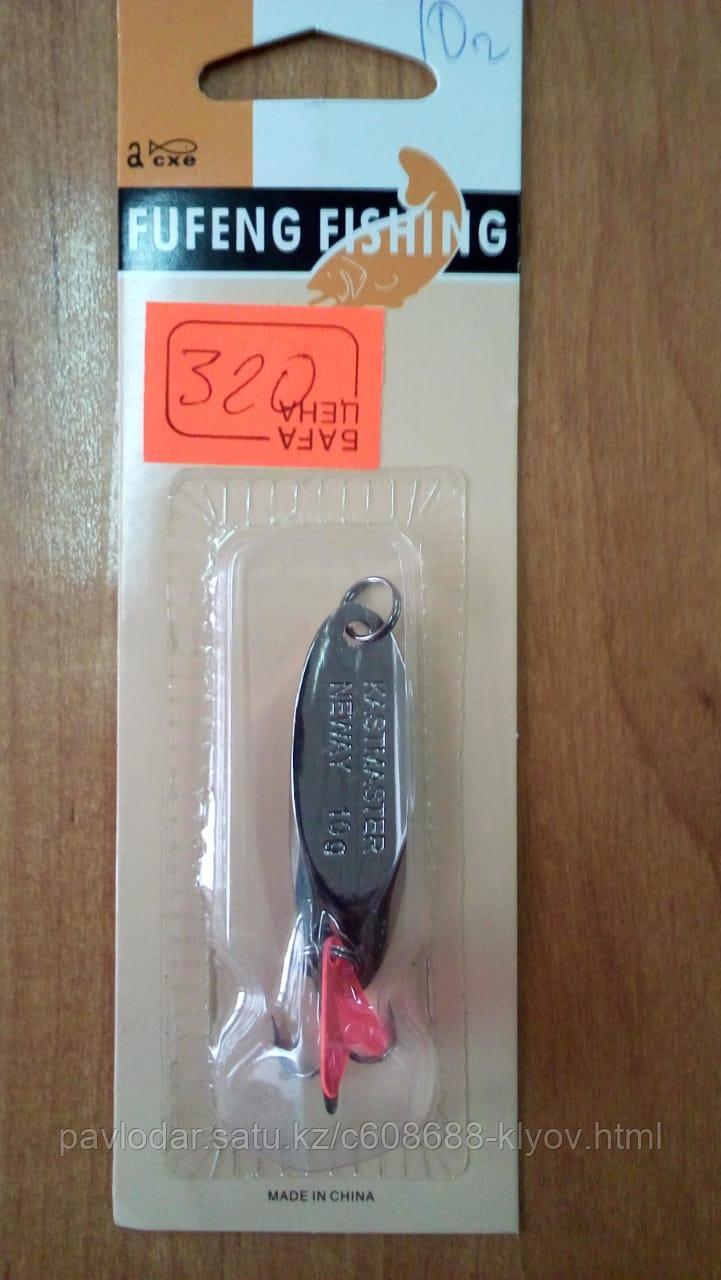 10г
a cxe
FUFENG FISHING
320
БАҒА
ЦЕНА
KASTMASTER
NEWAY 10g
pavlodar.satu.kz/c608688-klyov.html
MADE IN CHINA